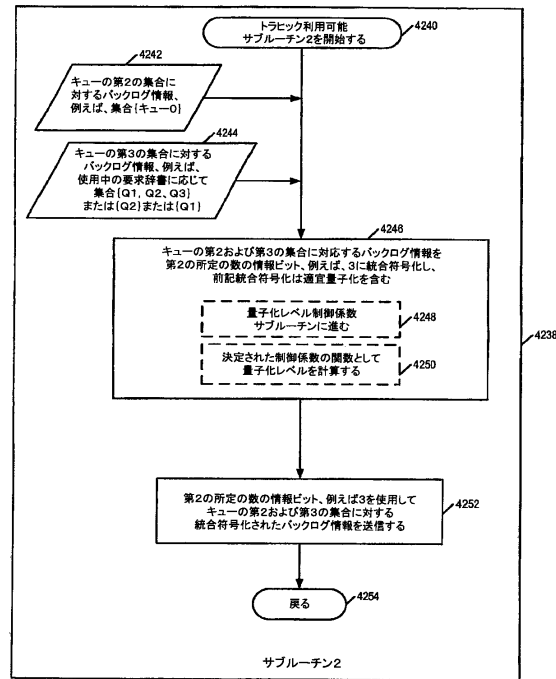 トラヒック利用可能
サブルーチン2を開始する
4240
4242
キューの第2の集合に
対するバックログ情報、
例えば、集合{キュー0}
4244
キューの第3の集合に対する
バックログ情報、例えば、
使用中の要求辞書に応じて
集合{Q1, Q2、Q3}
または{Q2}または{Q1}
4246
キューの第2および第3の集合に対応するバックログ情報を
第2の所定の数の情報ビット、例えば、3に統合符号化し、
前記統合符号化は適宜量子化を含む
量子化レベル制御係数
サブルーチンに進む
4248
決定された制御係数の関数として
量子化レベルを計算する
4250
4238
第2の所定の数の情報ビット、例えば3を使用して
キューの第2および第3の集合に対する
統合符号化されたバックログ情報を送信する
4252
戻る
4254
サブルーチン2